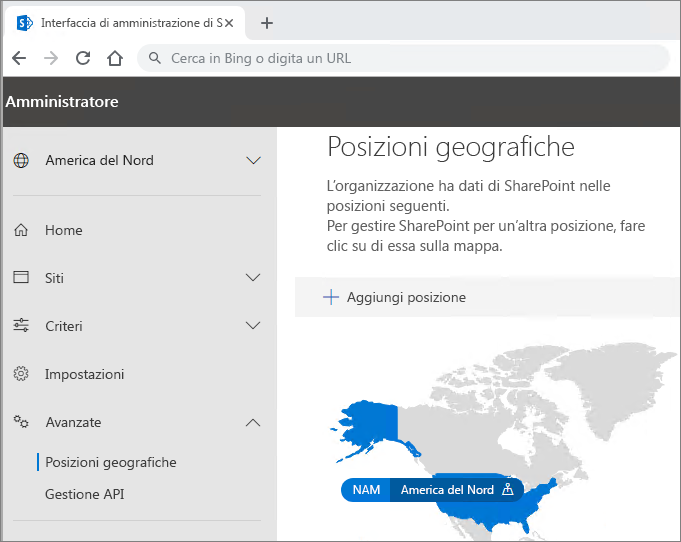 Interfaccia di amministrazione di S
Cerca in Bing o digita un URL
Amministratore
America del Nord
Home
Siti
Criteri
Impostazioni
Avanzate
Posizioni geografiche
Gestione API
Posizioni geografiche
L'organizzazione ha dati di SharePoint nelle
posizioni seguenti.
Per gestire SharePoint per un'altra posizione, fare
clic su di essa sulla mappa.
Aggiungi posizione
NAM America del Nord